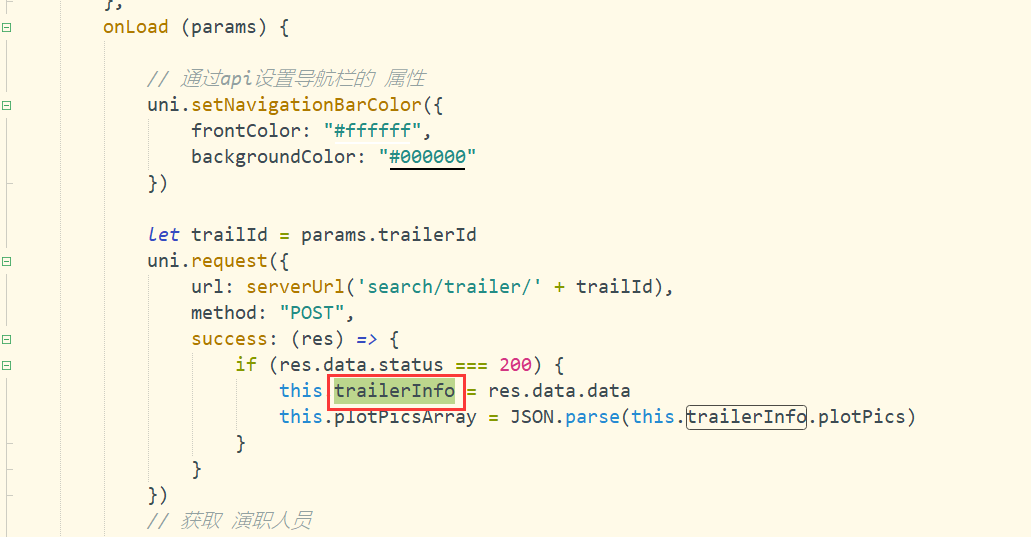 },
onLoad (params) {
// 通过api设置导航栏的 属性
uni.setNavigationBarColor({
frontColor: "#ffffff",
backgroundColor: "#000000"
})
let trailId = params.trailerId
uni.request({
url: serverUrl('search/trailer/' + trailId),
method: "POST",
success: (res) => {
if (res.data.status === 200) {
this.trailerInfo = res.data.data
this.plotPicsArray = JSON.parse(this.trailerInfo.plotPics)
}
}
})
// 获取 演职人员